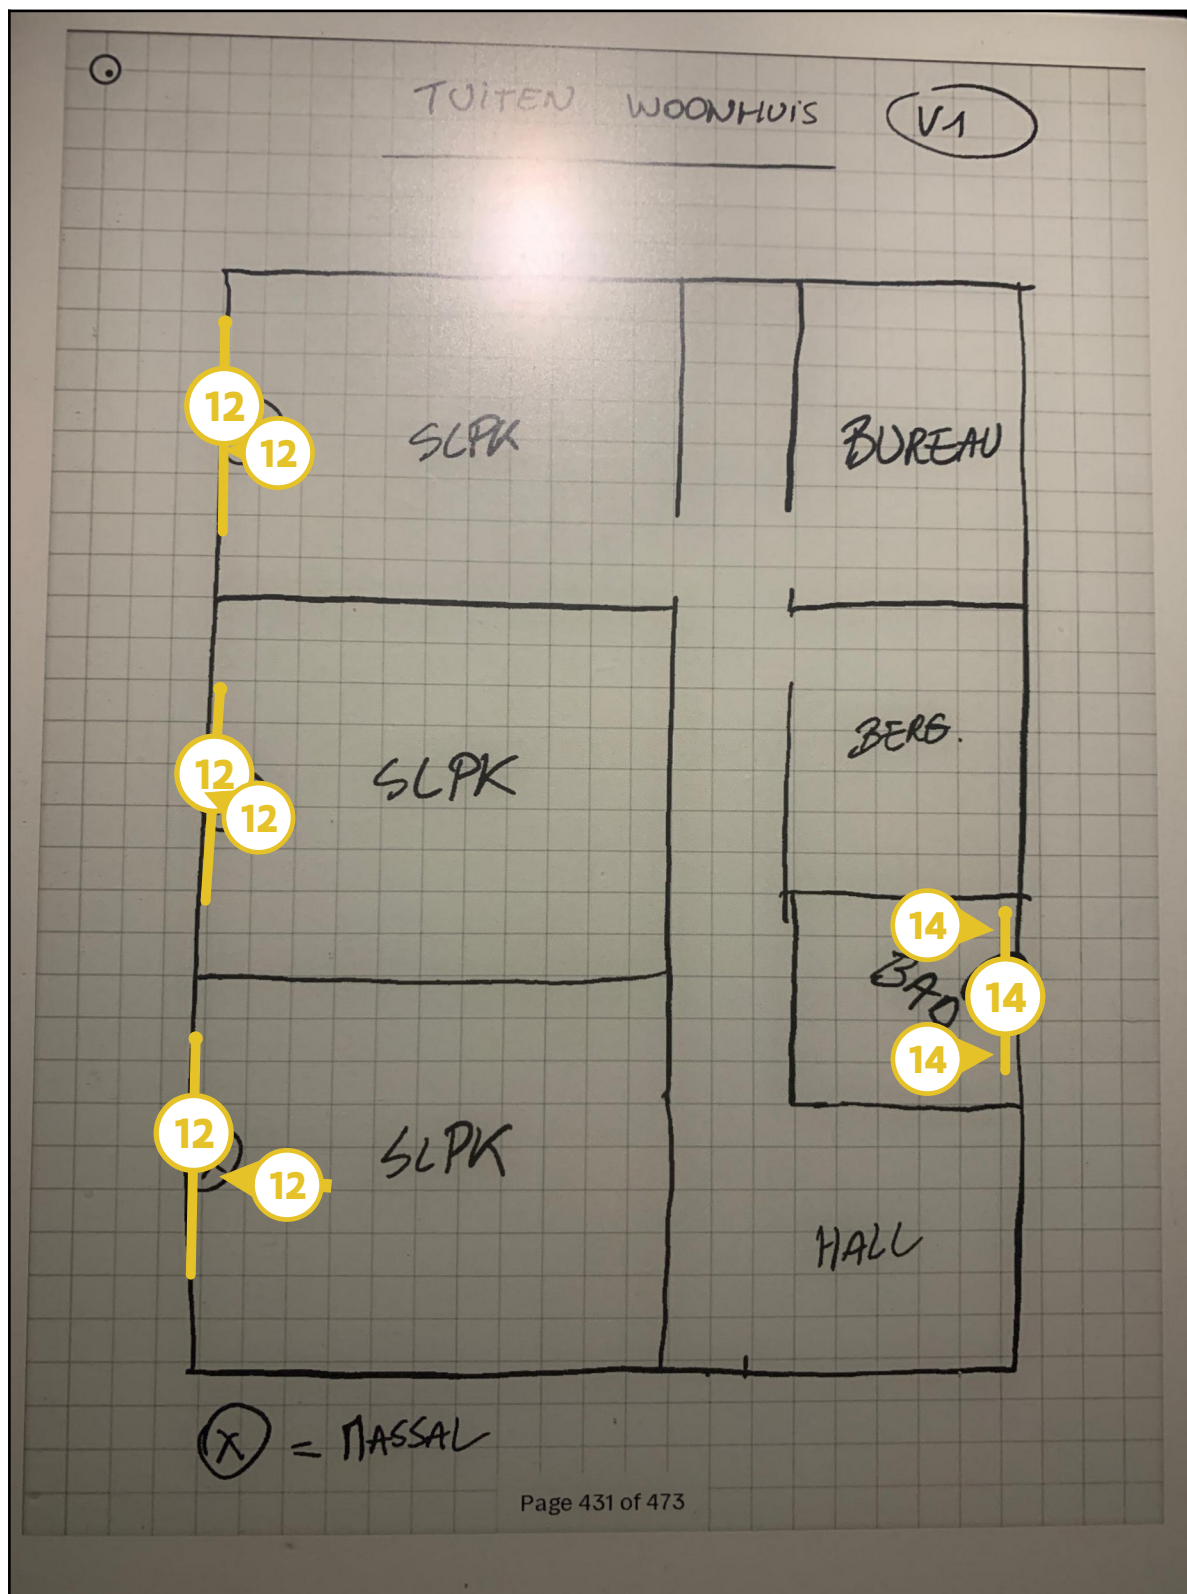 TUITEN WOONHUIS V1
12
12
SLPK
BUREAU
12
12
SLPK
BERG.
14
BAD
14
14
12
12
SLPK
HALL
X = MASSAL
Page 431 of 473